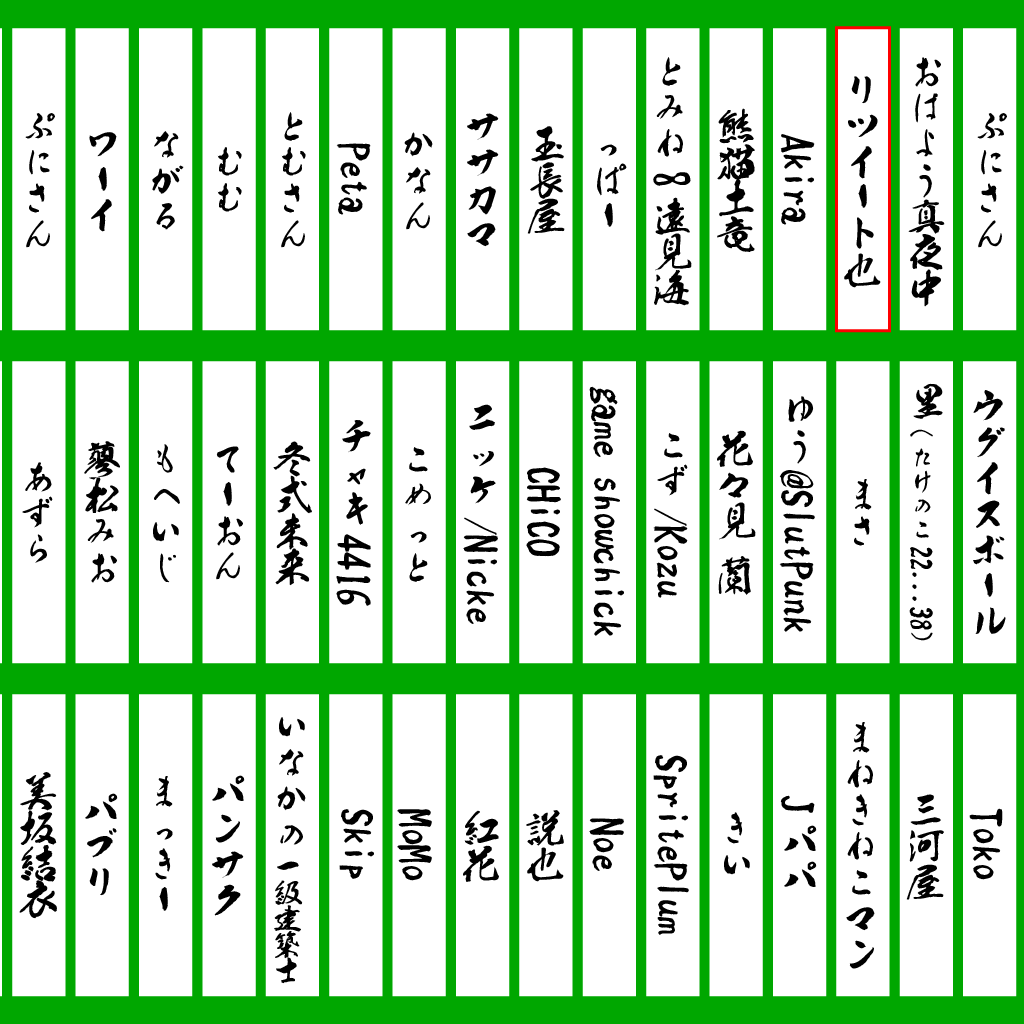 ぷにさん
おはよう真夜中
リツイート也
Akira
熊猫土竜
とみね∞遠見海
っぱー
玉長屋
ササカマ
かなん
Peta
とむさん
むむ
ながる
ワーイ
ぷにさん
ウグイスボール
里(たけのこ22...38)
まさ
ゆう@SlutPunk
花々見 蘭
こず/Kozu
game showchick
CHiCO
ニッケ/Nicke
こめっと
チャキ4416
冬式未来
てーおん
もへいじ
蓼松みお
あずら
Toko
三河屋
まねきねこマン
Jパパ
きい
SpritePlum
Noe
説也
紅花
MoMo
Skip
いなかの一級建築士
パンサク
まっきー
パブリ
美坂結衣